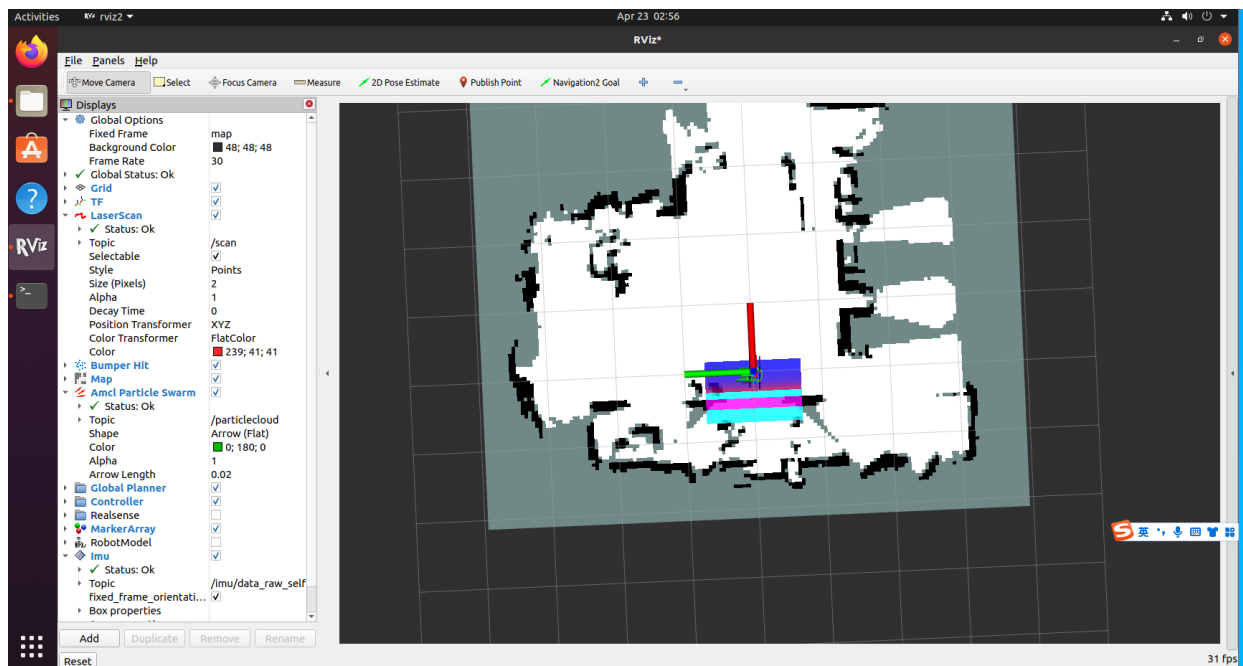 Activities
RViz rviz2
Apr 23 02:56
RViz*
File Panels Help
Move Camera Select Focus Camera Measure 2D Pose Estimate Publish Point Navigation2 Goal
Displays
Global Options
Fixed Frame map
Background Color 48; 48; 48
Frame Rate 30
Global Status: Ok
Grid
TF
LaserScan
Status: Ok
Topic /scan
Selectable
Style Points
Size (Pixels) 2
Alpha 1
Decay Time 0
Position Transformer XYZ
Color Transformer FlatColor
Color 239; 41; 41
Bumper Hit
Map
Amcl Particle Swarm
Status: Ok
Topic /particlecloud
Shape Arrow (Flat)
Color 0; 180; 0
Alpha 1
Arrow Length 0.02
Global Planner
Controller
Realsense
MarkerArray
RobotModel
Imu
Status: Ok
Topic /imu/data_raw_self
fixed_frame_orientati...
Box properties
Add Duplicate Remove Rename
Reset
31 fps
RViz
英